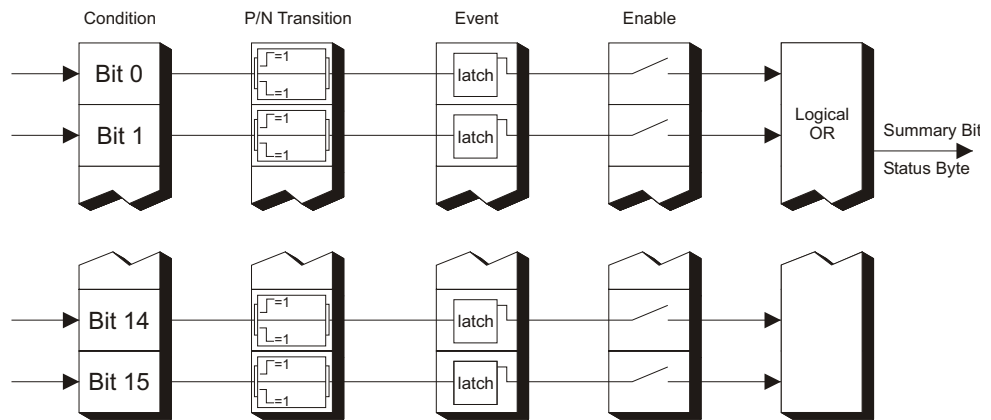 Condition P/N Transition Event Enable
Bit 0 =1 =1 latch
Bit 1 =1 =1 latch
Logical
OR
Summary Bit
Status Byte
Bit 14 =1 =1 latch
Bit 15 =1 =1 latch